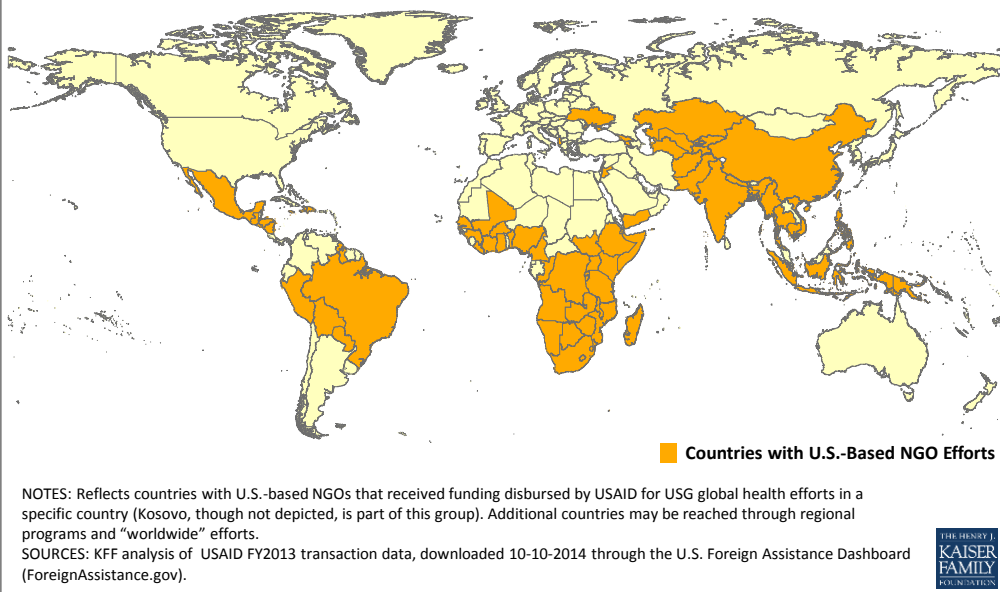 Countries with U.S.-Based NGO Efforts
NOTES: Reflects countries with U.S.-based NGOs that received funding disbursed by USAID for USG global health efforts in a
specific country (Kosovo, though not depicted, is part of this group). Additional countries may be reached through regional
programs and “worldwide” efforts.
SOURCES: KFF analysis of  USAID FY2013 transaction data, downloaded 10-10-2014 through the U.S. Foreign Assistance Dashboard
(ForeignAssistance.gov).
THE HENRY J.
KAISER
FAMILY
FOUNDATION